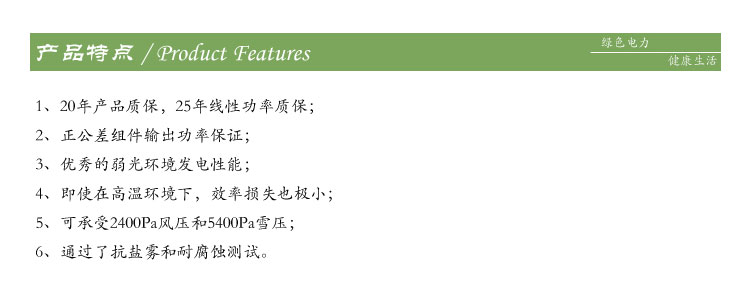 产品特点 / Product Features
绿色电力
健康生活
1、20年产品质保，25年线性功率质保；
2、正公差组件输出功率保证；
3、优秀的弱光环境发电性能；
4、即使在高温环境下，效率损失也极小；
5、可承受2400Pa风压和5400Pa雪压；
6、通过了抗盐雾和耐腐蚀测试。